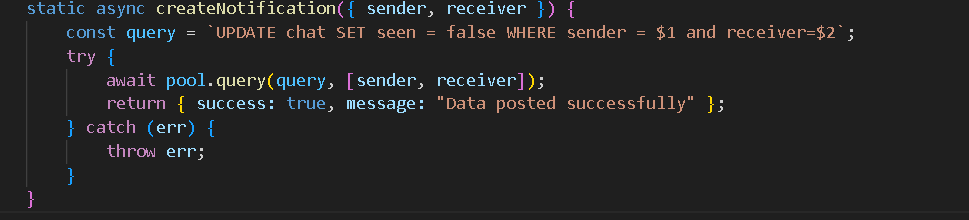 static async createNotification({ sender, receiver }) {
const query = `UPDATE chat SET seen = false WHERE sender = $1 and receiver=$2`;
try {
await pool.query(query, [sender, receiver]);
return { success: true, message: "Data posted successfully" };
} catch (err) {
throw err;
}
}